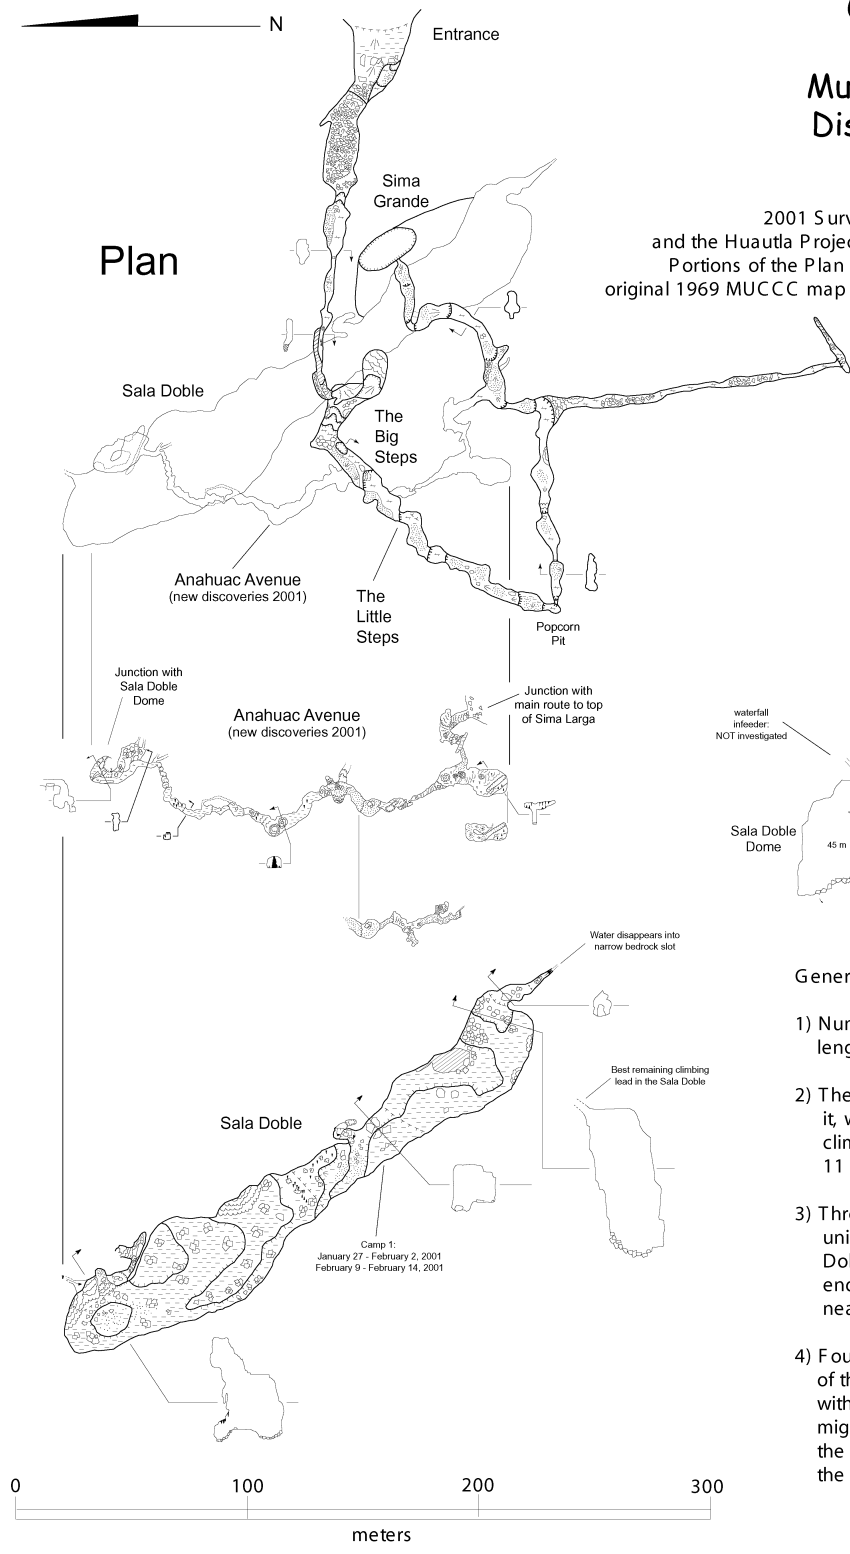 N
Entrance
Mu
Dis
Sima
Grande
Plan
2001 Surv
and the Huautla Projec
Portions of the Plan
original 1969 MUCCC map
Sala Doble
The
Big
Steps
Anahuac Avenue
(new discoveries 2001)
The
Little
Steps
Popcorn
Pit
Junction with
Sala Doble
Dome
Anahuac Avenue
(new discoveries 2001)
Junction with
main route to top
of Sima Larga
waterfall
infeeder:
NOT investigated
Sala Doble
Dome
45 m
Water disappears into
narrow bedrock slot
Gener
1) Nun
leng
Best remaining climbing
lead in the Sala Doble
2) The
it, w
clim
11
Sala Doble
3) Thre
uni
Dol
enc
nea
Camp 1:
January 27 - February 2, 2001
February 9 - February 14, 2001
4) Fou
of th
with
mig
the
the
0 100 200 300
meters